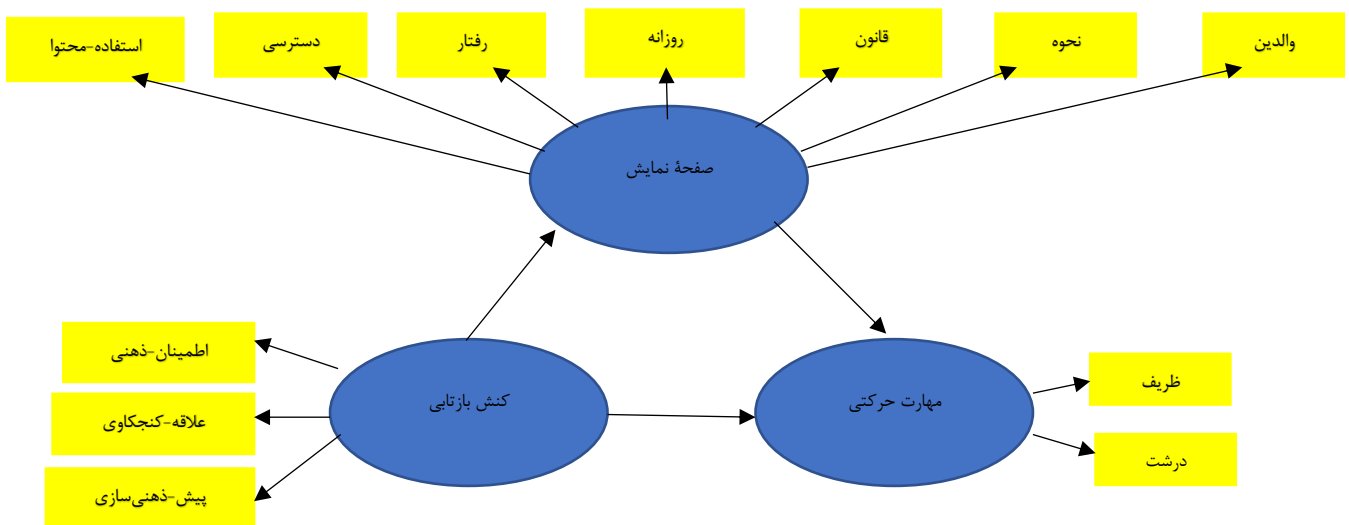 والدین
نحوه
قانون
روزانه
رفتار
دسترسی
استفاده-محتوا
صفحۀ نمایش
اطمینان-ذهنی
علاقه-کنجکاوی
پیش-ذهنی‌سازی
کنش بازتابی
مهارت حرکتی
ظریف
درشت